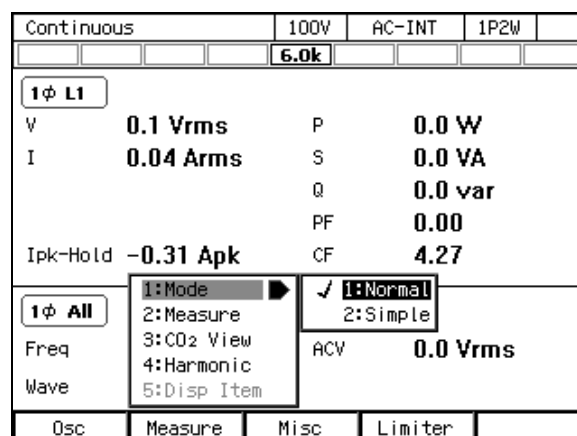 Continuous 100V AC-INT 1P2W
6.0k
1ϕ L1
V 0.1 Vrms P 0.0 W
I 0.04 Arms S 0.0 VA
Q 0.0 var
PF 0.00
Ipk-Hold -0.31 Apk CF 4.27
1:Mode ✓ 1:Normal
1ϕ All 2:Measure 2:Simple
3:CO₂ View
Freq ACV 0.0 Vrms
4:Harmonic
Wave 5:Disp Item
Osc Measure Misc Limiter